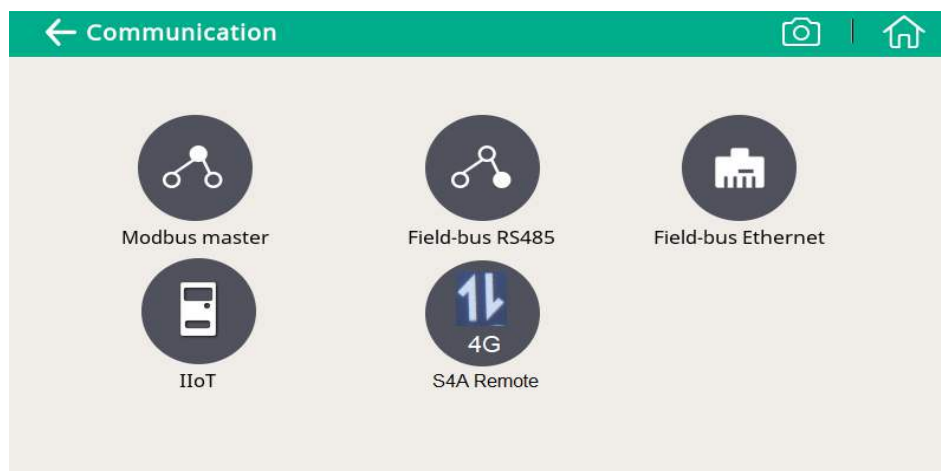 Communication
Modbus master
Field-bus RS485
Field-bus Ethernet
IIoT
4G
S4A Remote